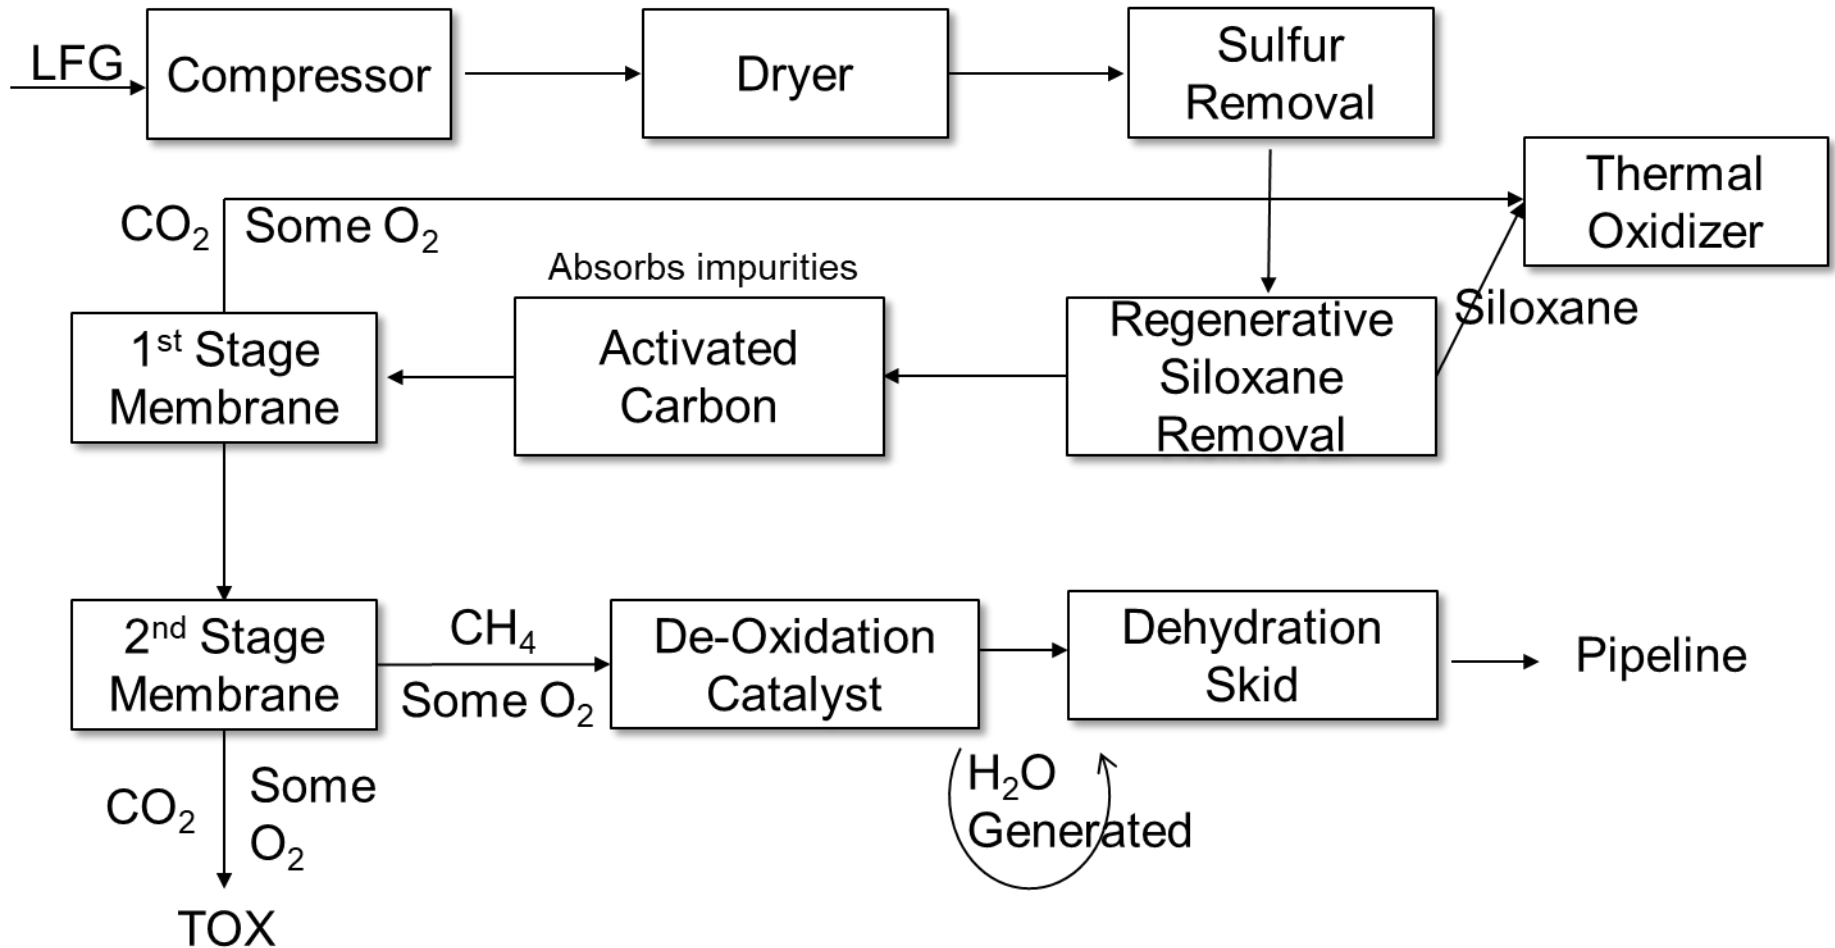 LFG
Compressor
Dryer
Sulfur
Removal
Thermal
Oxidizer
CO₂
Some O₂
Absorbs impurities
Siloxane
1st Stage
Membrane
Activated
Carbon
Regenerative
Siloxane
Removal
2nd Stage
Membrane
CH₄
Some O₂
De-Oxidation
Catalyst
Dehydration
Skid
Pipeline
CO₂
Some
O₂
H₂O
Generated
TOX